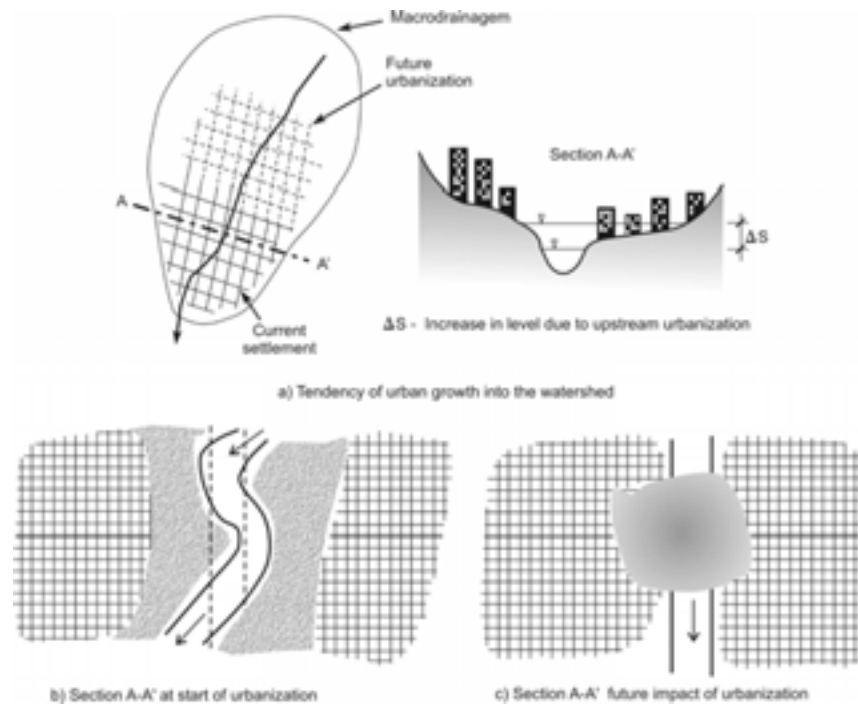 Macrodrainagem
Future
urbanization
A
A'
Current
settlement
Section A-A'
ΔS
ΔS - Increase in level due to upstream urbanization
a) Tendency of urban growth into the watershed
b) Section A-A' at start of urbanization
c) Section A-A' future impact of urbanization